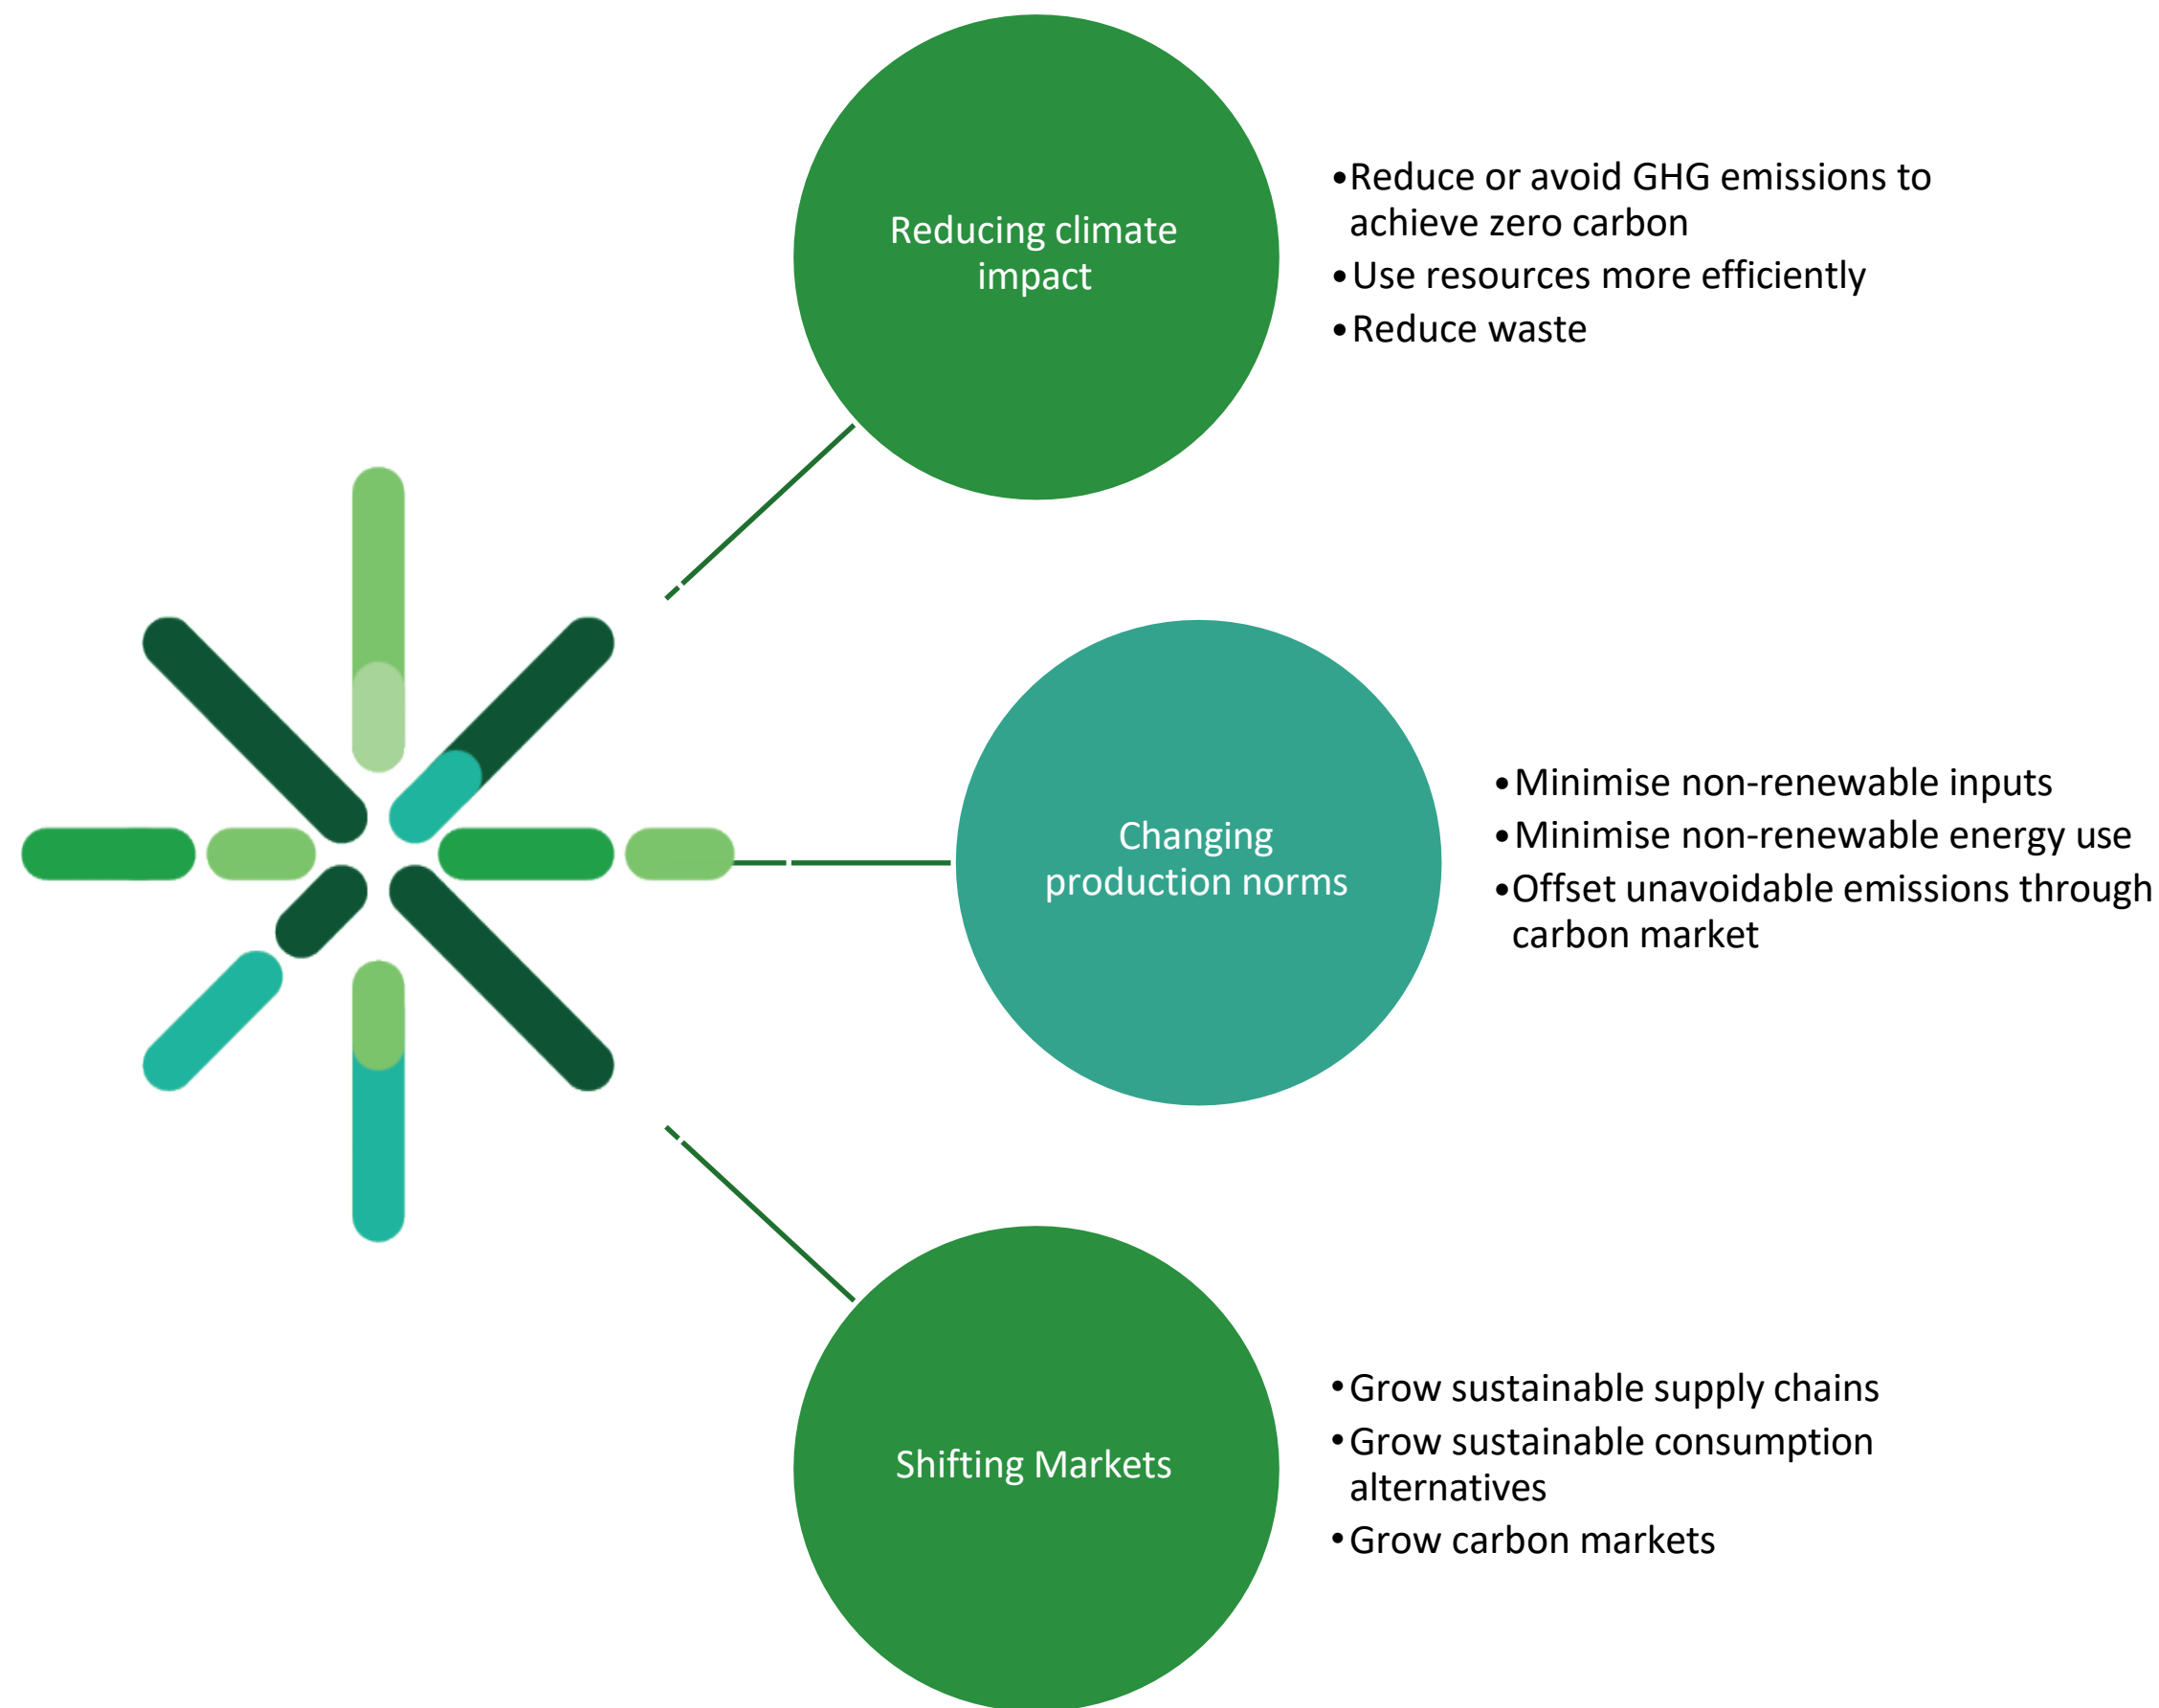 Reducing climate
impact
•Reduce or avoid GHG emissions to
achieve zero carbon
•Use resources more efficiently
•Reduce waste
Changing
production norms
•Minimise non-renewable inputs
•Minimise non-renewable energy use
•Offset unavoidable emissions through
carbon market
Shifting Markets
•Grow sustainable supply chains
•Grow sustainable consumption
alternatives
•Grow carbon markets